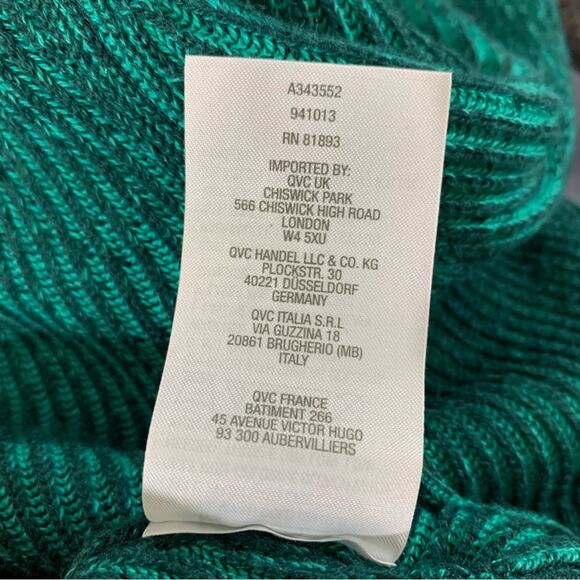 A343552
941013
RN 81893
IMPORTED BY:
QVC UK
CHISWICK PARK
566 CHISWICK HIGH ROAD
LONDON
W4 5XU
QVC HANDEL LLC & CO. KG
PLOCKSTR. 30
40221 DÜSSELDORF
GERMANY
QVC ITALIA S.R.L
VIA GUZZINA 18
20861 BRUGHERIO (MB)
ITALY
QVC FRANCE
BATIMENT 266
45 AVENUE VICTOR HUGO
93 300 AUBERVILLIERS